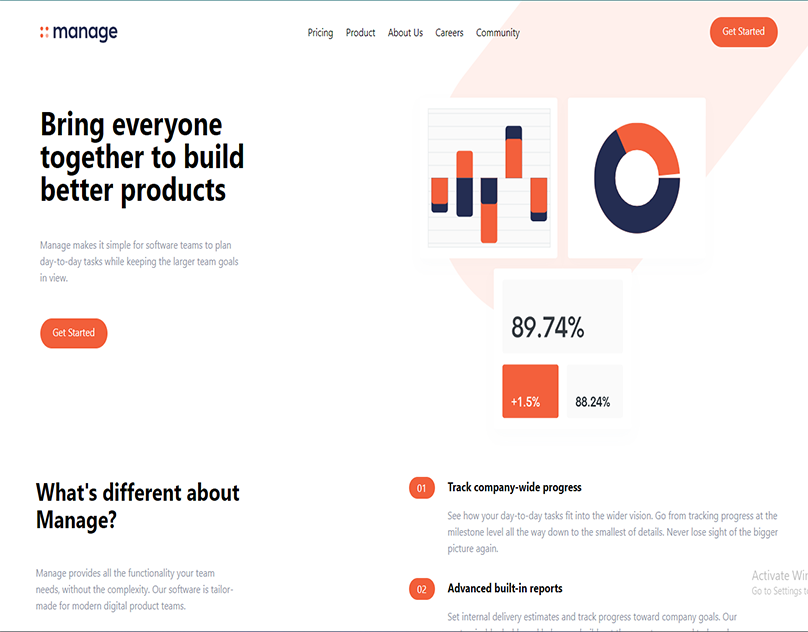 manage
Pricing Product About Us Careers Community
Get Started
Bring everyone
together to build
better products
Manage makes it simple for software teams to plan
day-to-day tasks while keeping the larger team goals
in view.
Get Started
89.74%
+1.5% 88.24%
What's different about
Manage?
Manage provides all the functionality your team
needs, without the complexity. Our software is tailor-
made for modern digital product teams.
01 Track company-wide progress
See how your day-to-day tasks fit into the wider vision. Go from tracking progress at the
milestone level all the way down to the smallest of details. Never lose sight of the bigger
picture again.
02 Advanced built-in reports
Set internal delivery estimates and track progress toward company goals. Our
Activate Win
Go to Settings t